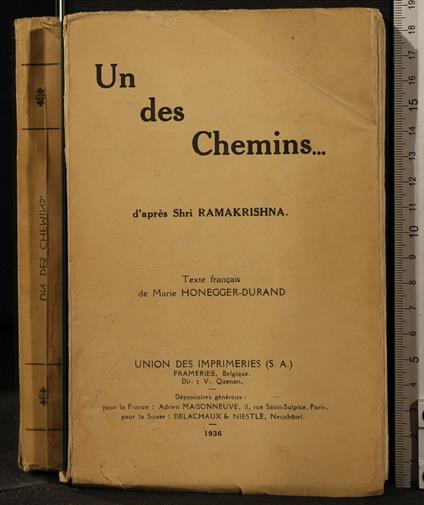 UN DES CHEMINS
Un
des
Chemins...
d'après Shri RAMAKRISHNA.
Texte français
de Marie HONEGGER-DURAND
UNION DES IMPRIMERIES (S. A.)
FRAMERIES, Belgique.
Dir. : V. Quenon.
Dépositaires généraux :
pour la France : Adrien MAISONNEUVE, 11, rue Saint-Sulpice, Paris.
pour la Suisse : DELACHAUX & NIESTLÉ, Neuchâtel.
1936